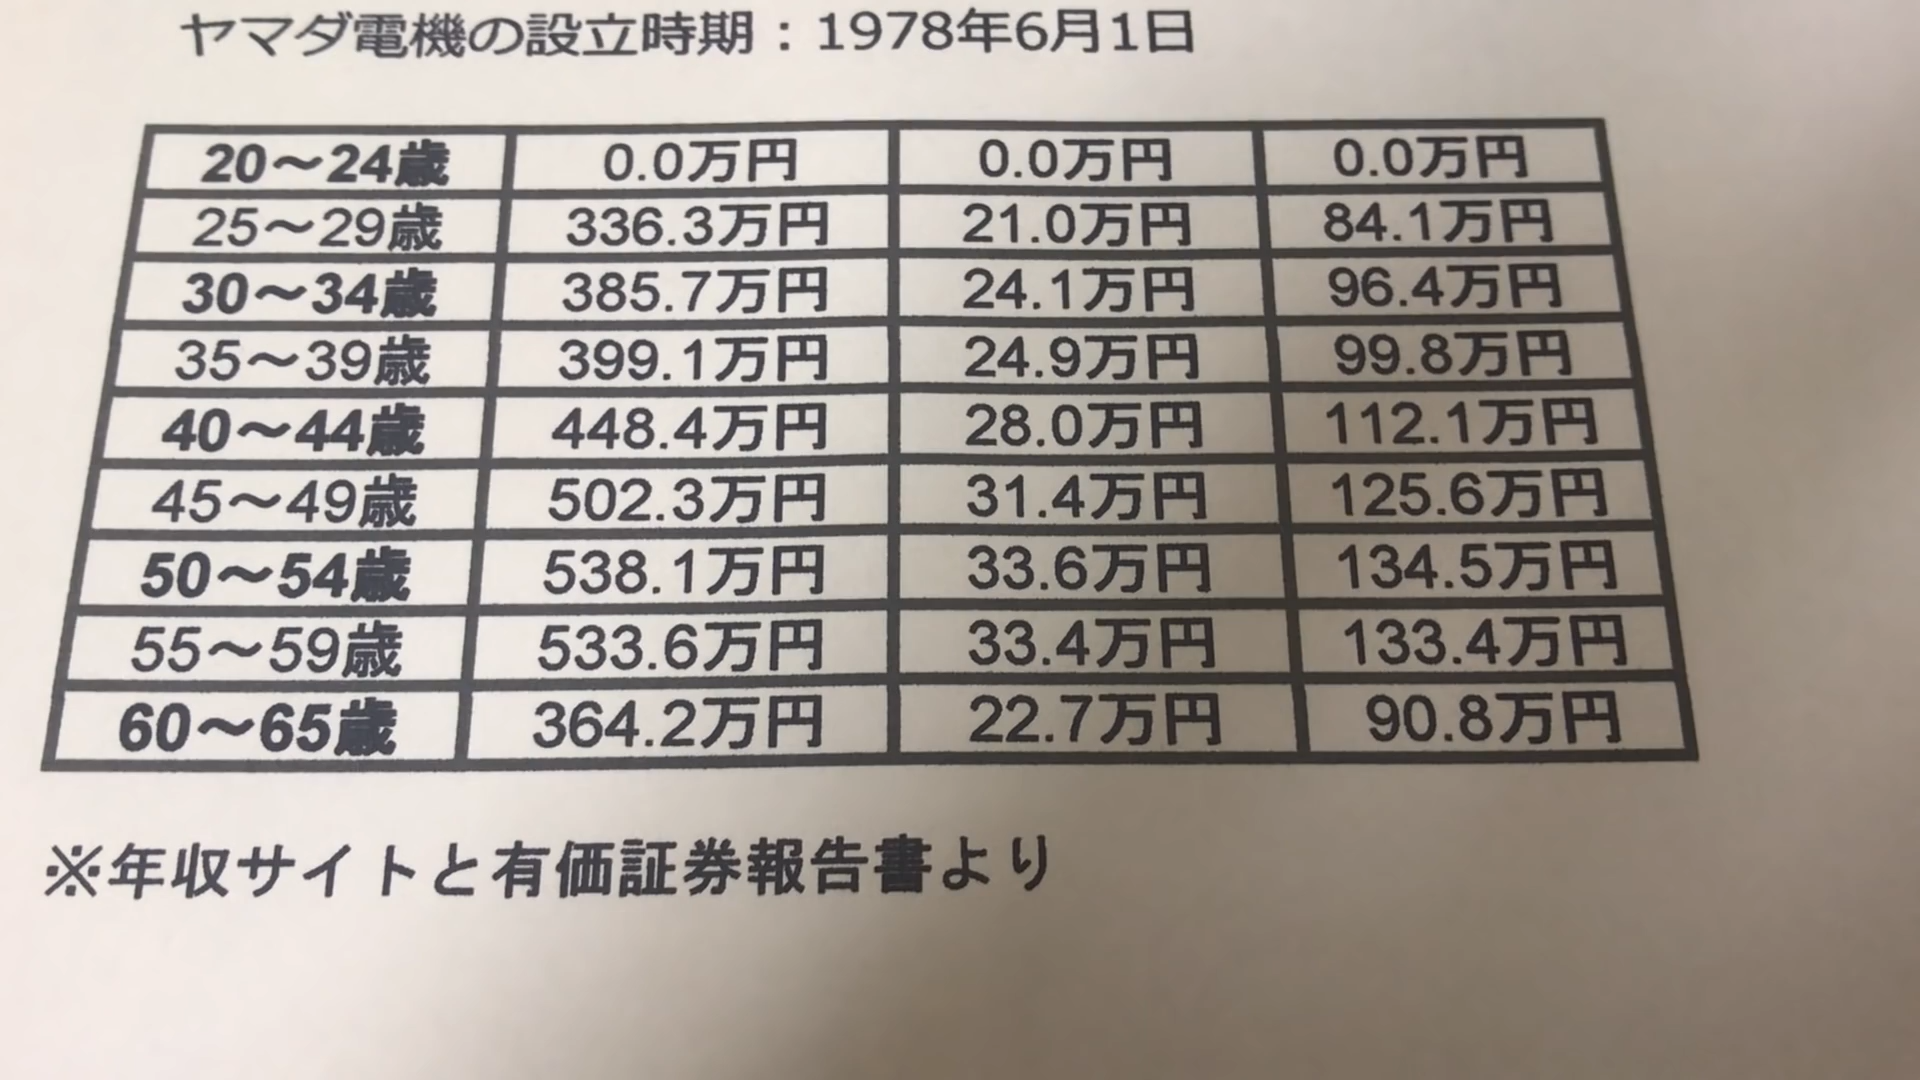 ヤマダ電機の設立時期：1978年6月1日
20～24歳 0.0万円 0.0万円 0.0万円
25～29歳 336.3万円 21.0万円 84.1万円
30～34歳 385.7万円 24.1万円 96.4万円
35～39歳 399.1万円 24.9万円 99.8万円
40～44歳 448.4万円 28.0万円 112.1万円
45～49歳 502.3万円 31.4万円 125.6万円
50～54歳 538.1万円 33.6万円 134.5万円
55～59歳 533.6万円 33.4万円 133.4万円
60～65歳 364.2万円 22.7万円 90.8万円
※年収サイトと有価証券報告書より